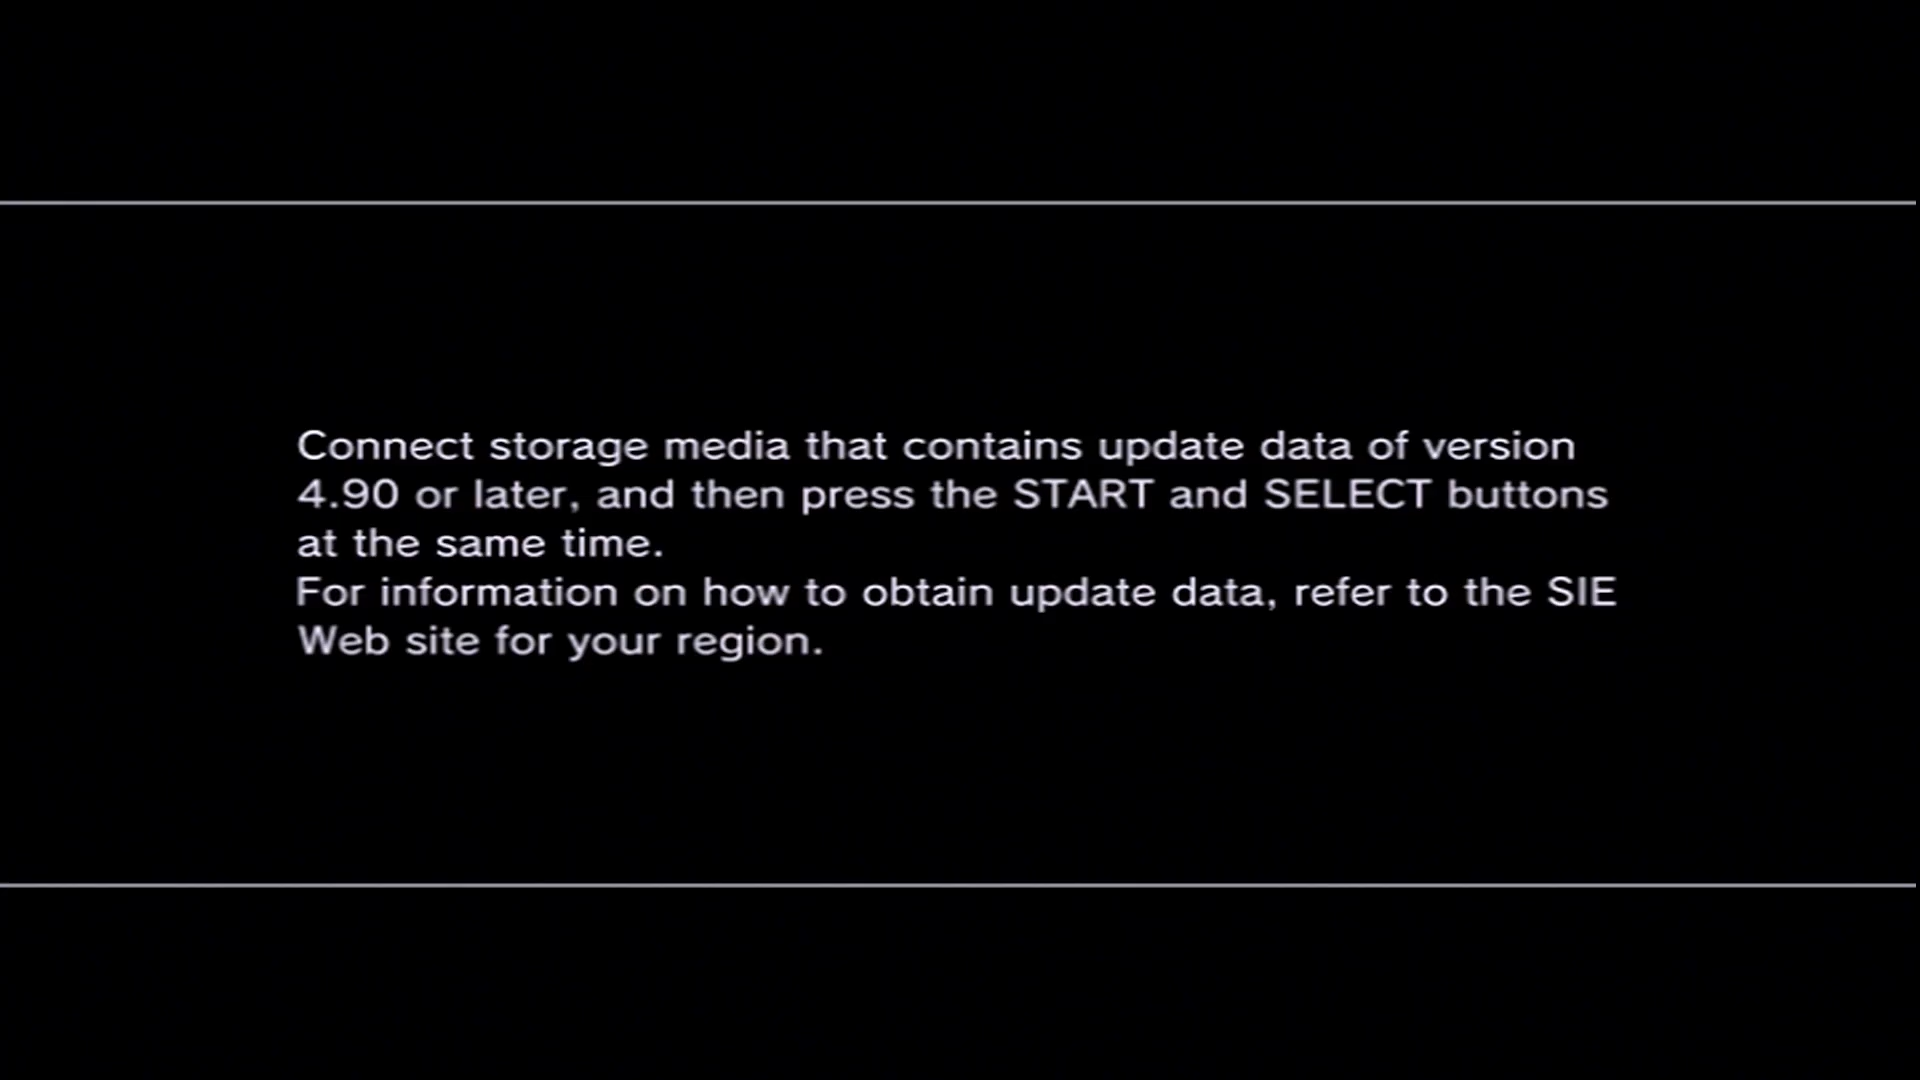 Connect storage media that contains update data of version
4.90 or later, and then press the START and SELECT buttons
at the same time.
For information on how to obtain update data, refer to the SIE
Web site for your region.